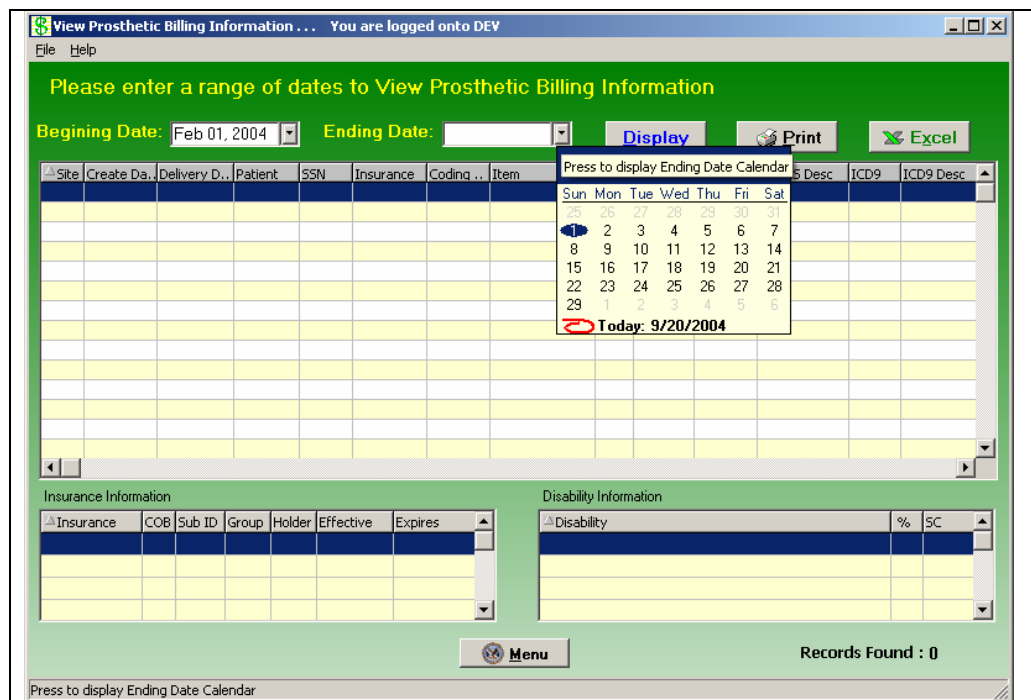 View Prosthetic Billing Information . . .   You are logged onto DEV
File Help
Please enter a range of dates to View Prosthetic Billing Information
Begining Date: Feb 01, 2004 Ending Date: Display Print Excel
Press to display Ending Date Calendar
Site Create Da.. Delivery D.. Patient SSN Insurance Coding .. Item S Desc ICD9 ICD9 Desc
Sun Mon Tue Wed Thu Fri Sat
25 26 27 28 29 30 31
1 2 3 4 5 6 7
8 9 10 11 12 13 14
15 16 17 18 19 20 21
22 23 24 25 26 27 28
29 1 2 3 4 5 6
Today: 9/20/2004
Insurance Information Disability Information
Insurance COB Sub ID Group Holder Effective Expires Disability % SC
Menu Records Found : 0
Press to display Ending Date Calendar